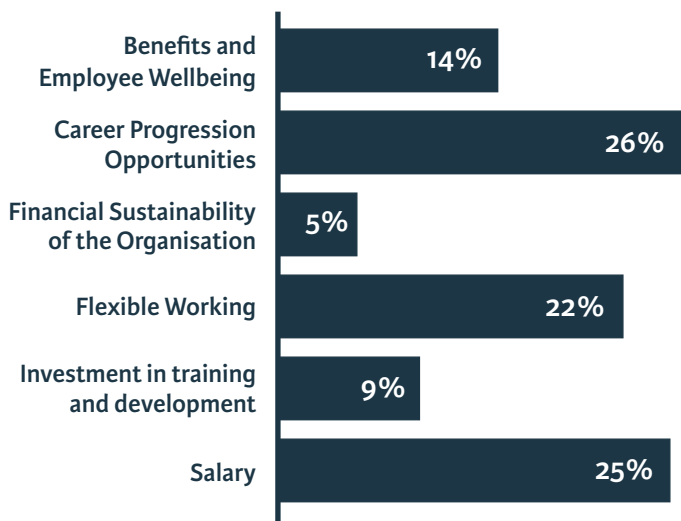 Benefits and
Employee Wellbeing
14%
Career Progression
Opportunities
26%
Financial Sustainability
of the Organisation
5%
Flexible Working
22%
Investment in training
and development
9%
Salary
25%